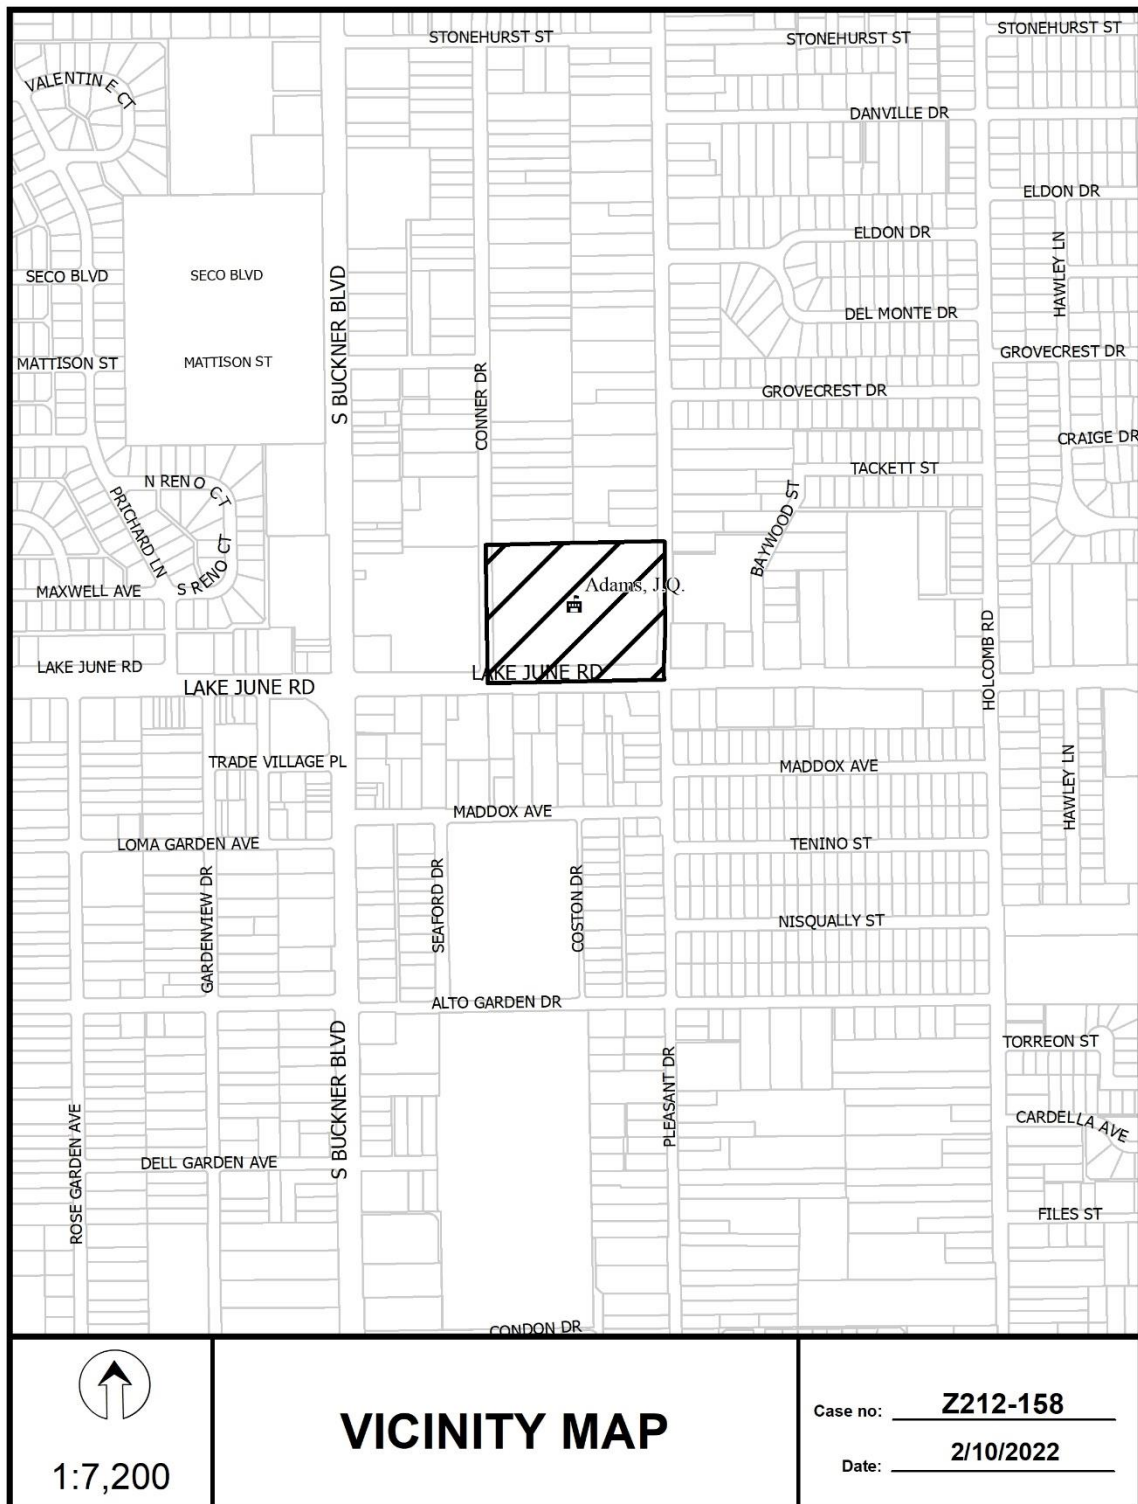 STONEHURST ST
STONEHURST ST
STONEHURST ST
VALENTINE CT
DANVILLE DR
ELDON DR
ELDON DR
HAWLEY LN
SECO BLVD
SECO BLVD
S BUCKNER BLVD
DEL MONTE DR
MATTISON ST
MATTISON ST
GROVECREST DR
CONNER DR
GROVECREST DR
CRAIGE DR
TACKETT ST
N RENO CT
PRICHARD LN
BAYWOOD ST
S RENO CT
MAXWELL AVE
Adams, J.Q.
HOLCOMB RD
LAKE JUNE RD
LAKE JUNE RD
LAKE JUNE RD
TRADE VILLAGE PL
MADDOX AVE
HAWLEY LN
MADDOX AVE
LOMA GARDEN AVE
TENINO ST
GARDENVIEW DR
SEAFORD DR
COSTON DR
NISQUALLY ST
ALTO GARDEN DR
S BUCKNER BLVD
PLEASANT DR
TORREON ST
CARDELLA AVE
ROSE GARDEN AVE
DELL GARDEN AVE
FILES ST
CONDON DR
1:7,200
VICINITY MAP
Case no: Z212-158
Date: 2/10/2022